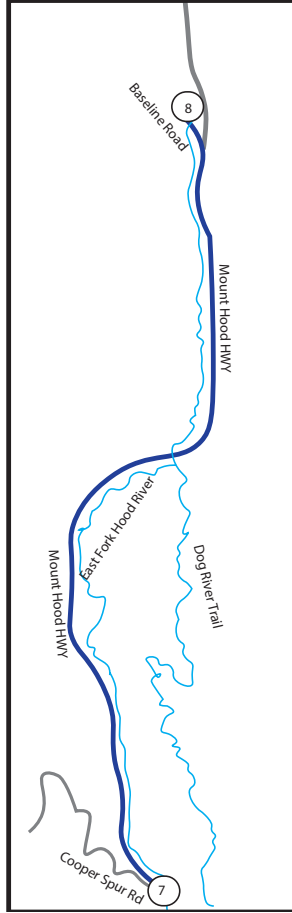 8
Baseline Road
Mount Hood HWY
East Fork Hood River
Dog River Trail
Mount Hood HWY
Cooper Spur Rd
7